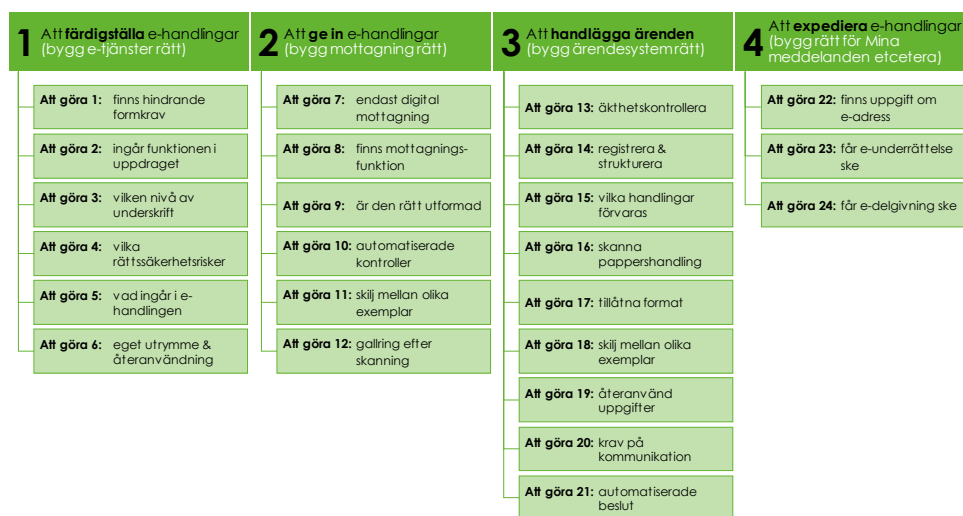 1 Att färdigställa e-handlingar
(bygg e-tjänster rätt)
Att göra 1: finns hindrande
formkrav
Att göra 2: ingår funktionen i
uppdraget
Att göra 3: vilken nivå av
underskrift
Att göra 4: vilka
rättssäkerhetsrisker
Att göra 5: vad ingår i e-
handlingen
Att göra 6: eget utrymme &
återanvändning
2 Att ge in e-handlingar
(bygg mottagning rätt)
Att göra 7: endast digital
mottagning
Att göra 8: finns mottagnings-
funktion
Att göra 9: är den rätt utformad
Att göra 10: automatiserade
kontroller
Att göra 11: skilj mellan olika
exemplar
Att göra 12: gallring efter
skanning
3 Att handlägga ärenden
(bygg ärendesystem rätt)
Att göra 13: äkthetskontrollera
Att göra 14: registrera &
strukturera
Att göra 15: vilka handlingar
förvaras
Att göra 16: skanna
pappershandling
Att göra 17: tillåtna format
Att göra 18: skilj mellan olika
exemplar
Att göra 19: återanvänd
uppgifter
Att göra 20: krav på
kommunikation
Att göra 21: automatiserade
beslut
4 Att expediera e-handlingar
(bygg rätt för Mina
meddelanden etcetera)
Att göra 22: finns uppgift om
e-adress
Att göra 23: får e-underrättelse
ske
Att göra 24: får e-delgivning ske